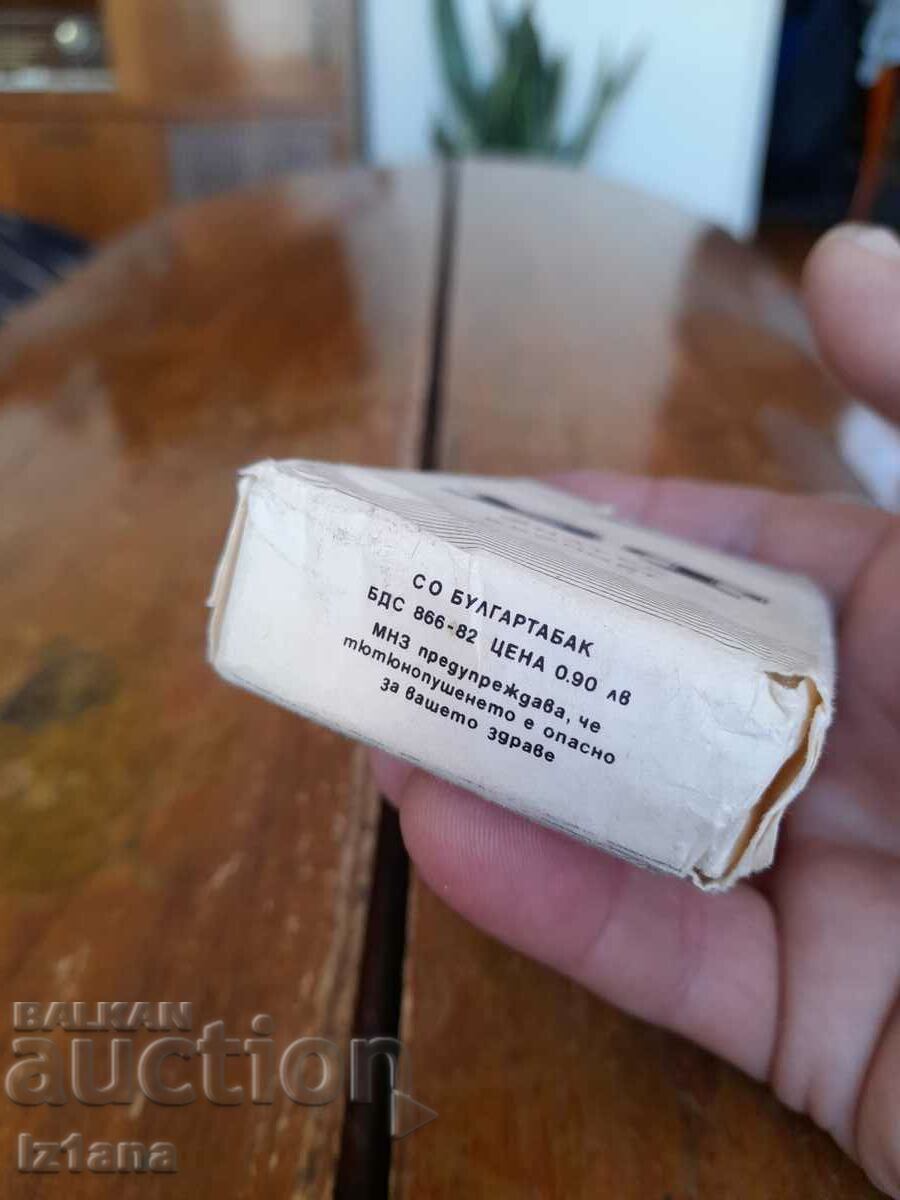 СО БУЛГАРТАБАК
БДС 866-82 ЦЕНА 0.90 лв
МНЗ предупреждава, че
тютюнопушенето е опасно
за вашето здраве
BALKAN
auction
Iz1ana